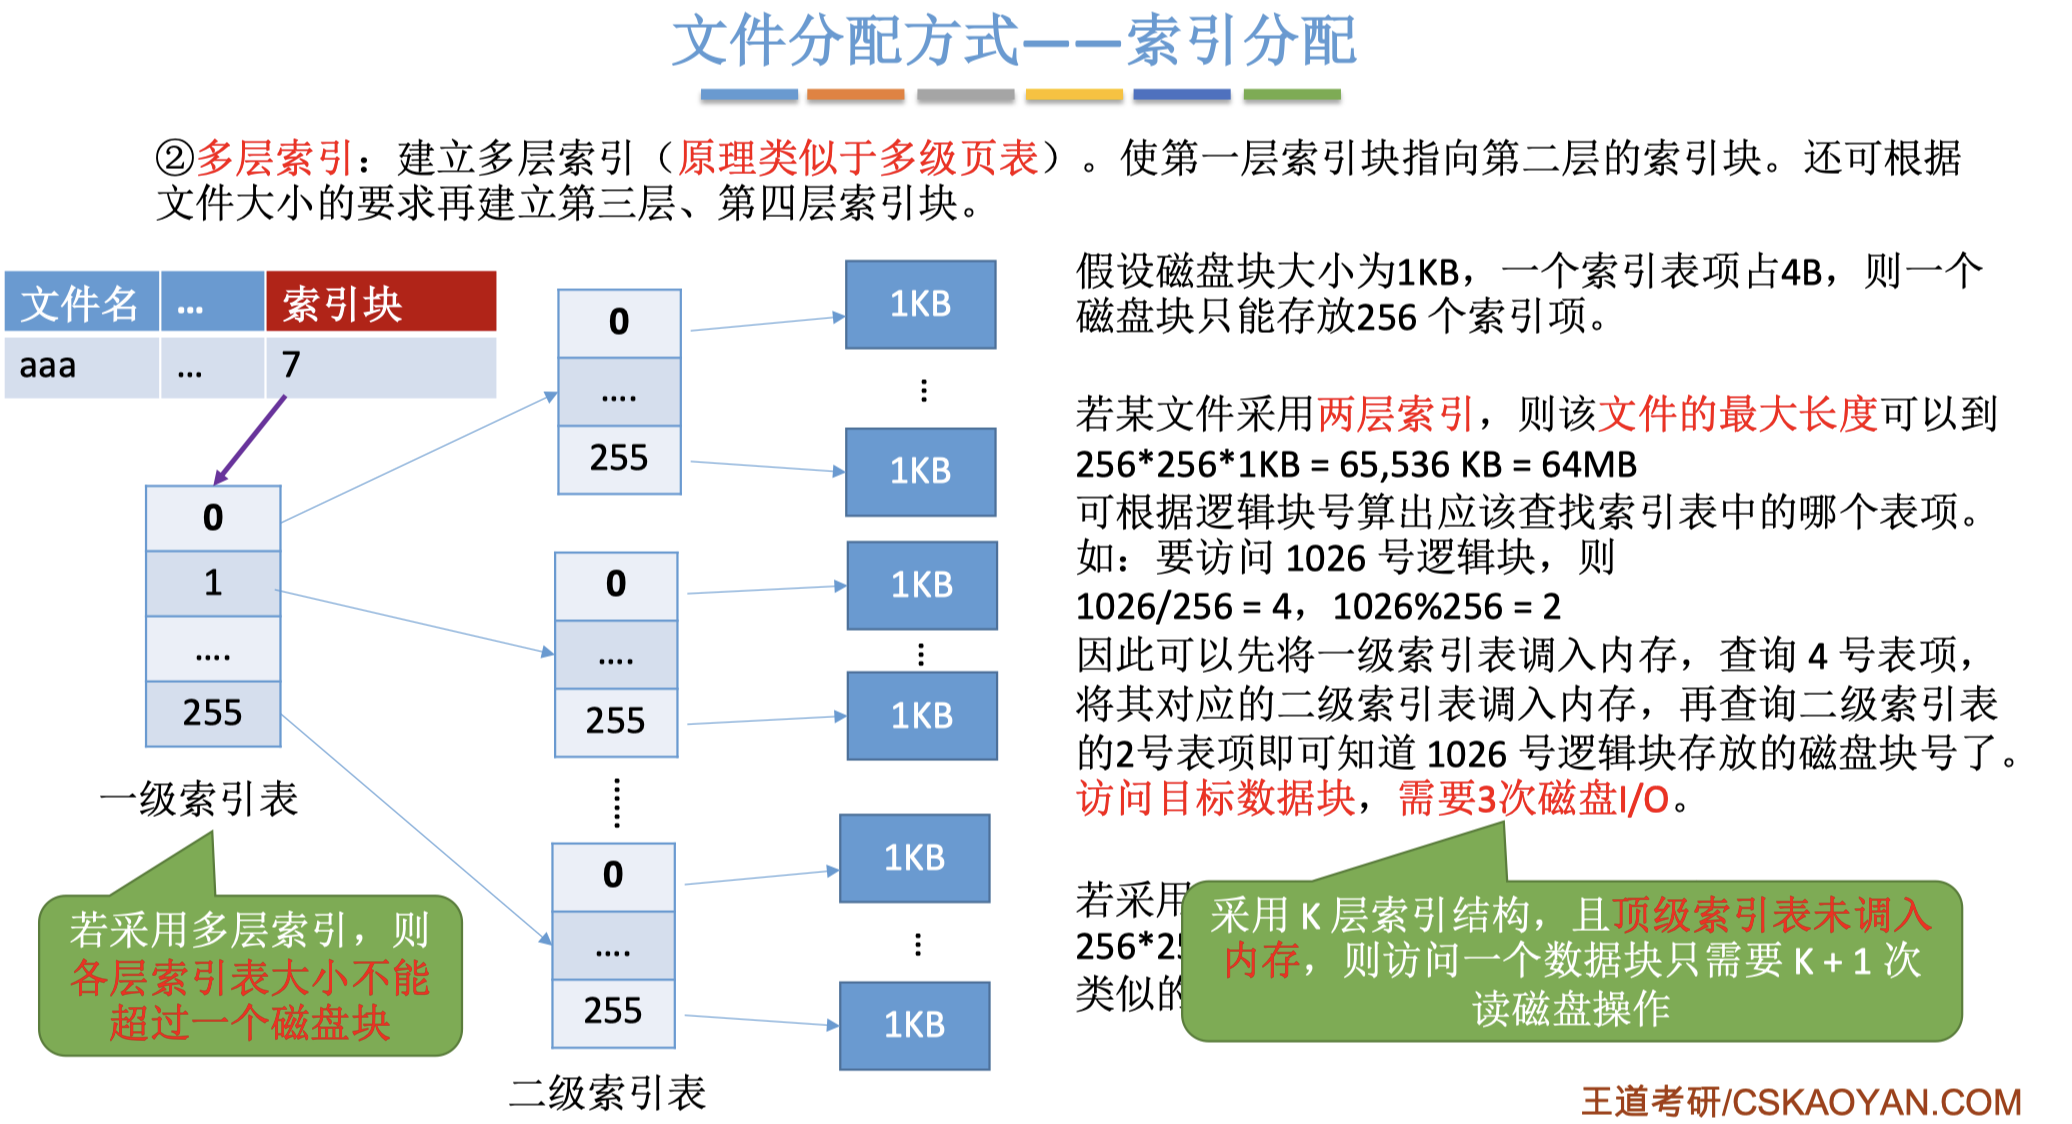 文件分配方式——索引分配
②多层索引：建立多层索引（原理类似于多级页表）。使第一层索引块指向第二层的索引块。还可根据
文件大小的要求再建立第三层、第四层索引块。
文件名 ... 索引块
aaa ... 7
0
1
....
255
一级索引表
若采用多层索引，则
各层索引表大小不能
超过一个磁盘块
0
....
255
0
....
255
......
0
....
255
二级索引表
1KB
...
1KB
1KB
...
1KB
1KB
...
1KB
假设磁盘块大小为1KB，一个索引表项占4B，则一个
磁盘块只能存放256 个索引项。
若某文件采用两层索引，则该文件的最大长度可以到
256*256*1KB = 65,536 KB = 64MB
可根据逻辑块号算出应该查找索引表中的哪个表项。
如：要访问 1026 号逻辑块，则
1026/256 = 4，1026%256 = 2
因此可以先将一级索引表调入内存，查询 4 号表项，
将其对应的二级索引表调入内存，再查询二级索引表
的2号表项即可知道 1026 号逻辑块存放的磁盘块号了。
访问目标数据块，需要3次磁盘I/O。
若采用
256*2
类似的
采用 K 层索引结构，且顶级索引表未调入
内存，则访问一个数据块只需要 K + 1 次
读磁盘操作
王道考研/CSKAOYAN.COM